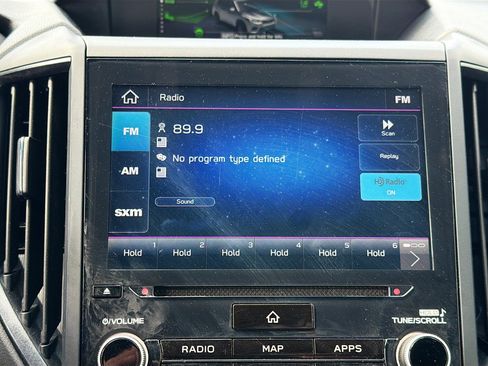 Radio
FM
FM
89.9
Scan
AM
No program type defined
Replay
HD Radio
ON
sxm
Sound
1 2 3 4 5 6
Hold Hold Hold Hold Hold Hold
VOLUME
TUNE/SCROLL
RADIO MAP APPS